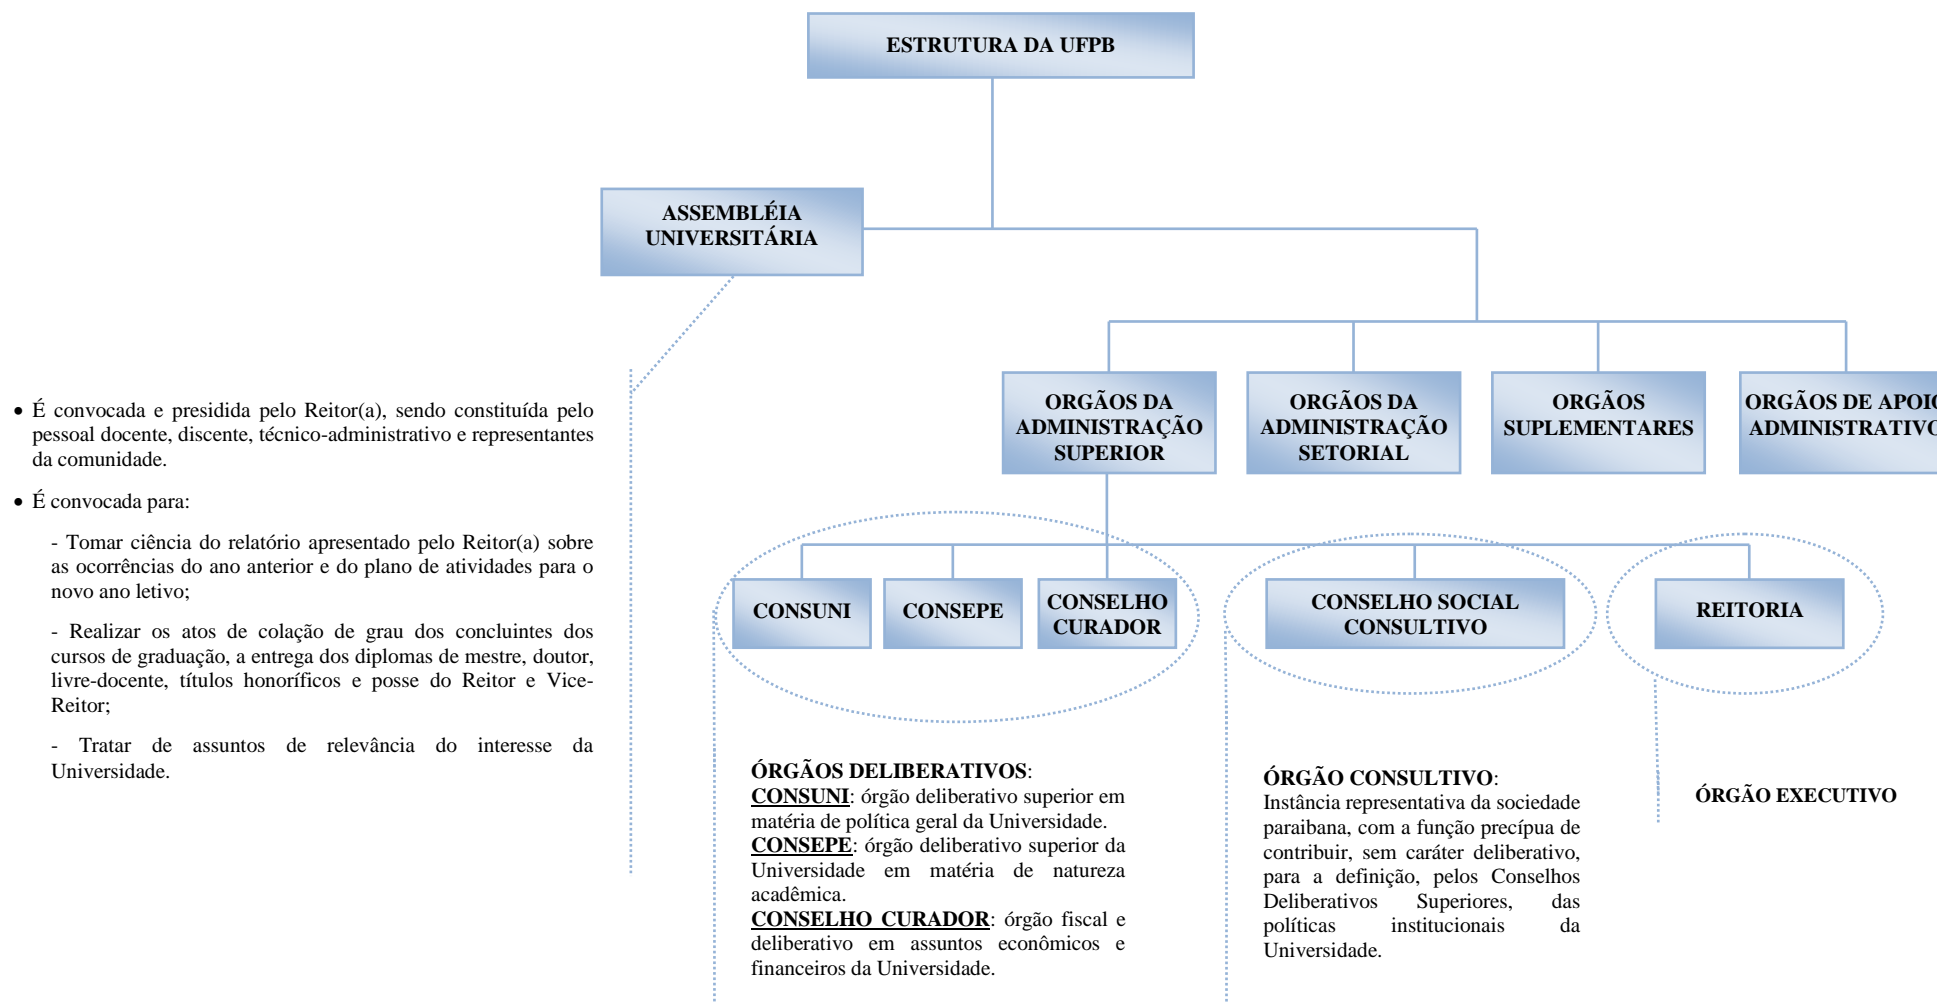 ESTRUTURA DA UFPB
ASSEMBLÉIA
UNIVERSITÁRIA
• É convocada e presidida pelo Reitor(a), sendo constituída pelo
pessoal docente, discente, técnico-administrativo e representantes
da comunidade.
• É convocada para:
- Tomar ciência do relatório apresentado pelo Reitor(a) sobre
as ocorrências do ano anterior e do plano de atividades para o
novo ano letivo;
- Realizar os atos de colação de grau dos concluintes dos
cursos de graduação, a entrega dos diplomas de mestre, doutor,
livre-docente, títulos honoríficos e posse do Reitor e Vice-
Reitor;
- Tratar de assuntos de relevância do interesse da
Universidade.
ORGÃOS DA
ADMINISTRAÇÃO
SUPERIOR
ORGÃOS DA
ADMINISTRAÇÃO
SETORIAL
ORGÃOS
SUPLEMENTARES
ORGÃOS DE APOIO
ADMINISTRATIVO
CONSUNI
CONSEPE
CONSELHO
CURADOR
CONSELHO SOCIAL
CONSULTIVO
REITORIA
ÓRGÃOS DELIBERATIVOS:
CONSUNI: órgão deliberativo superior em
matéria de política geral da Universidade.
CONSEPE: órgão deliberativo superior da
Universidade em matéria de natureza
acadêmica.
CONSELHO CURADOR: órgão fiscal e
deliberativo em assuntos econômicos e
financeiros da Universidade.
ÓRGÃO CONSULTIVO:
Instância representativa da sociedade
paraibana, com a função precípua de
contribuir, sem caráter deliberativo,
para a definição, pelos Conselhos
Deliberativos Superiores, das
políticas institucionais da
Universidade.
ÓRGÃO EXECUTIVO